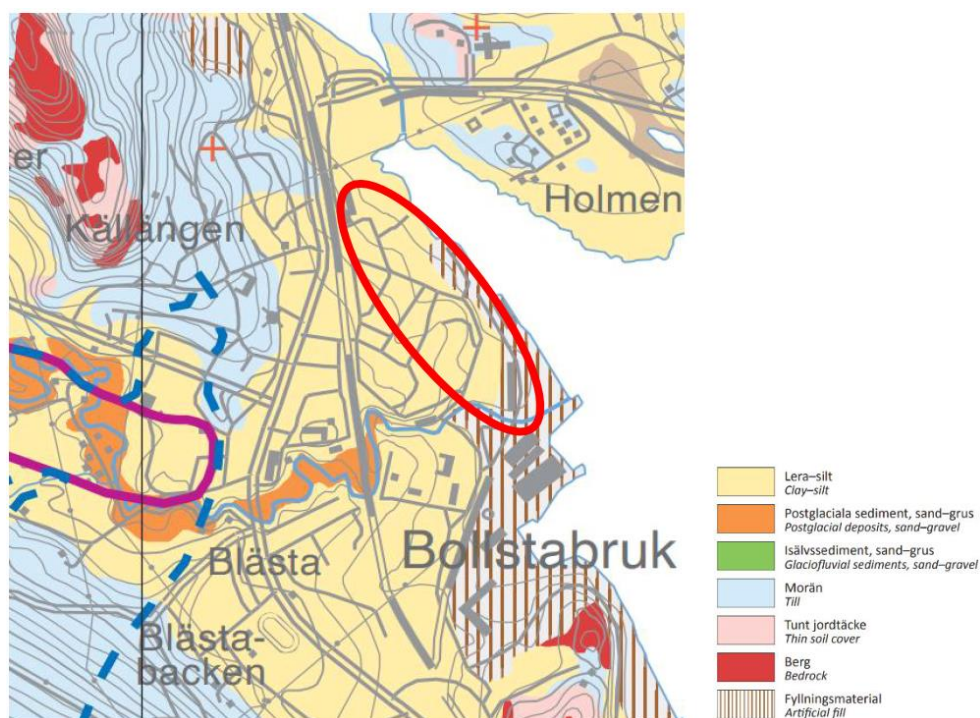 er
Källängen
Holmen
Blästa
Bollstabruk
Blästa-
backen
Lera–silt
Clay–silt
Postglaciala sediment, sand–grus
Postglacial deposits, sand–gravel
Isälvssediment, sand–grus
Glaciofluvial sediments, sand–gravel
Morän
Till
Tunt jordtäcke
Thin soil cover
Berg
Bedrock
Fyllningsmaterial
Artificial fill